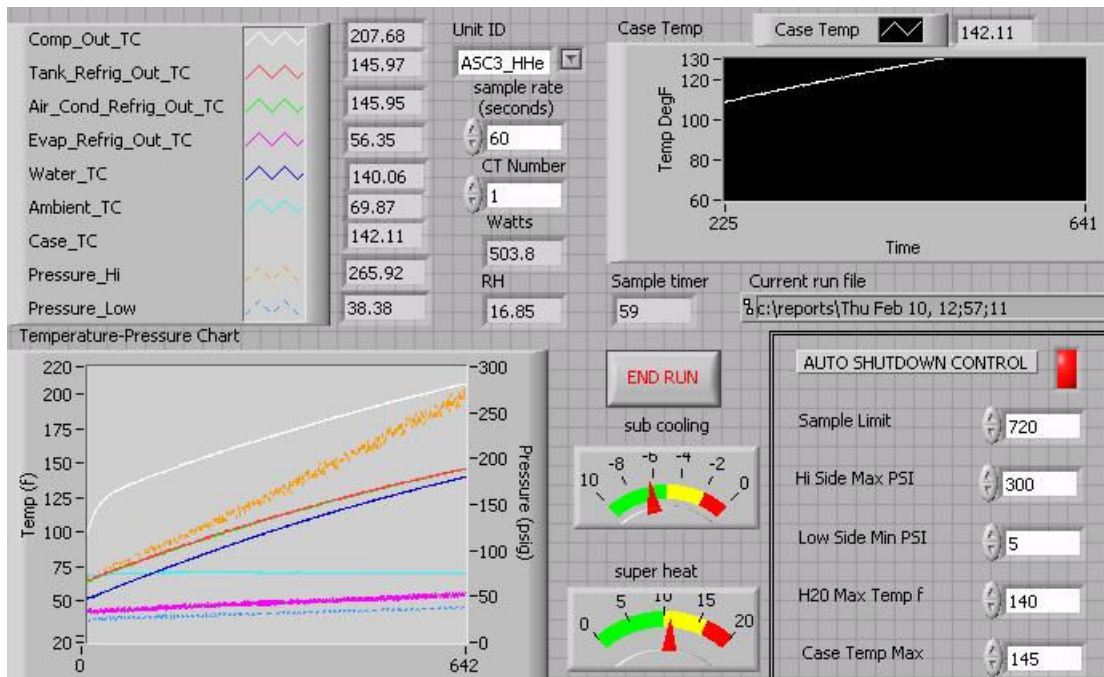 Comp_Out_TC 207.68
Tank_Refrig_Out_TC 145.97
Air_Cond_Refrig_Out_TC 145.95
Evap_Refrig_Out_TC 56.35
Water_TC 140.06
Ambient_TC 69.87
Case_TC 142.11
Pressure_Hi 265.92
Pressure_Low 38.38
Unit ID
ASC3_HHe
sample rate
(seconds)
60
CT Number
1
Watts
503.8
RH
16.85
Case Temp
Case Temp 142.11
Temp DegF
130
100
80
60
225 641
Time
Sample timer
59
Current run file
c:\reports\Thu Feb 10, 12;57;11
Temperature-Pressure Chart
Temp (f)
220
200
175
150
125
100
75
50
20
0 642
Pressure (psig)
300
250
200
150
100
50
0
END RUN
sub cooling
10 -8 -6 -4 -2 0
super heat
0 5 10 15 20
AUTO SHUTDOWN CONTROL
Sample Limit 720
Hi Side Max PSI 300
Low Side Min PSI 5
H20 Max Temp f 140
Case Temp Max 145